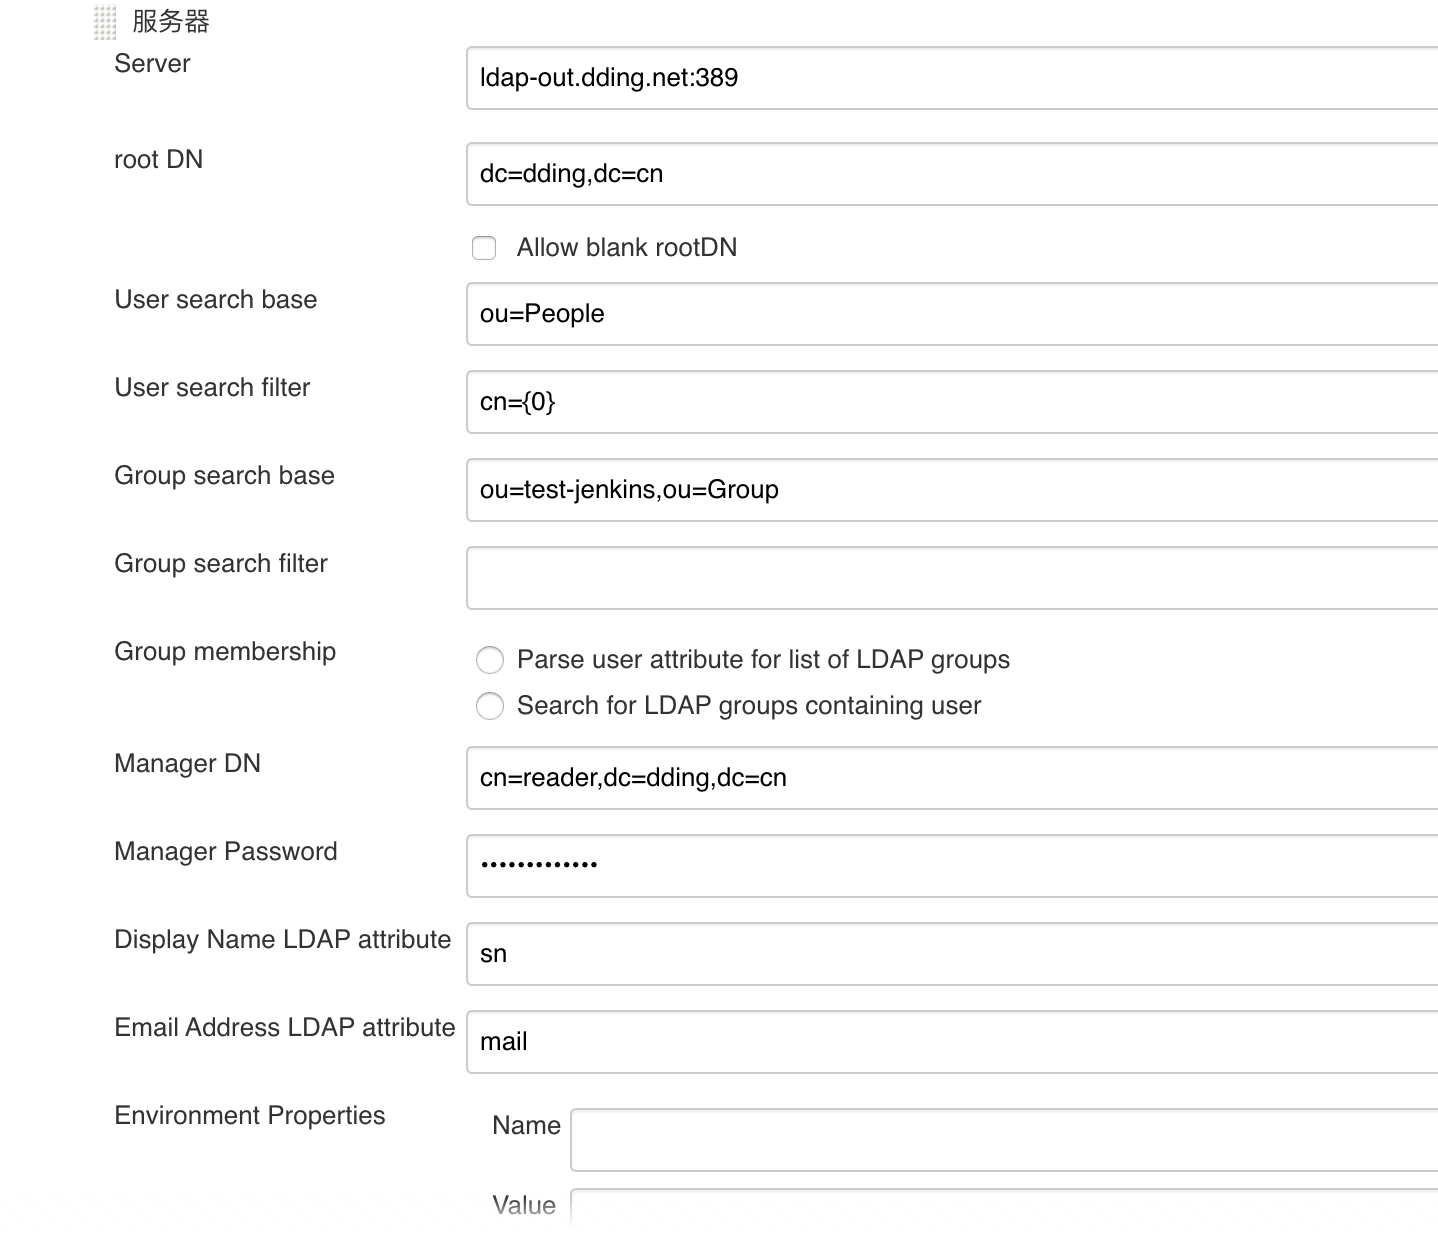 服务器
Server
ldap-out.dding.net:389
root DN
dc=dding,dc=cn
Allow blank rootDN
User search base
ou=People
User search filter
cn={0}
Group search base
ou=test-jenkins,ou=Group
Group search filter
Group membership
Parse user attribute for list of LDAP groups
Search for LDAP groups containing user
Manager DN
cn=reader,dc=dding,dc=cn
Manager Password
•••••••••••••
Display Name LDAP attribute
sn
Email Address LDAP attribute
mail
Environment Properties
Name
Value